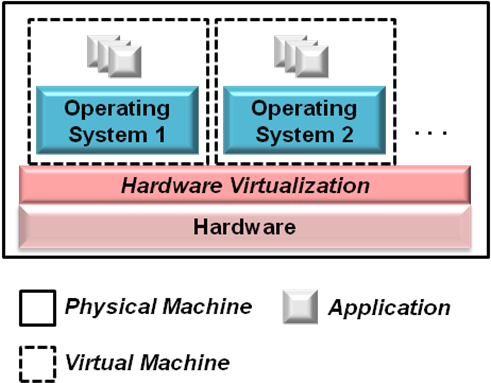 Operating
System 1
Operating
System 2
. . .
Hardware Virtualization
Hardware
Physical Machine
Application
Virtual Machine